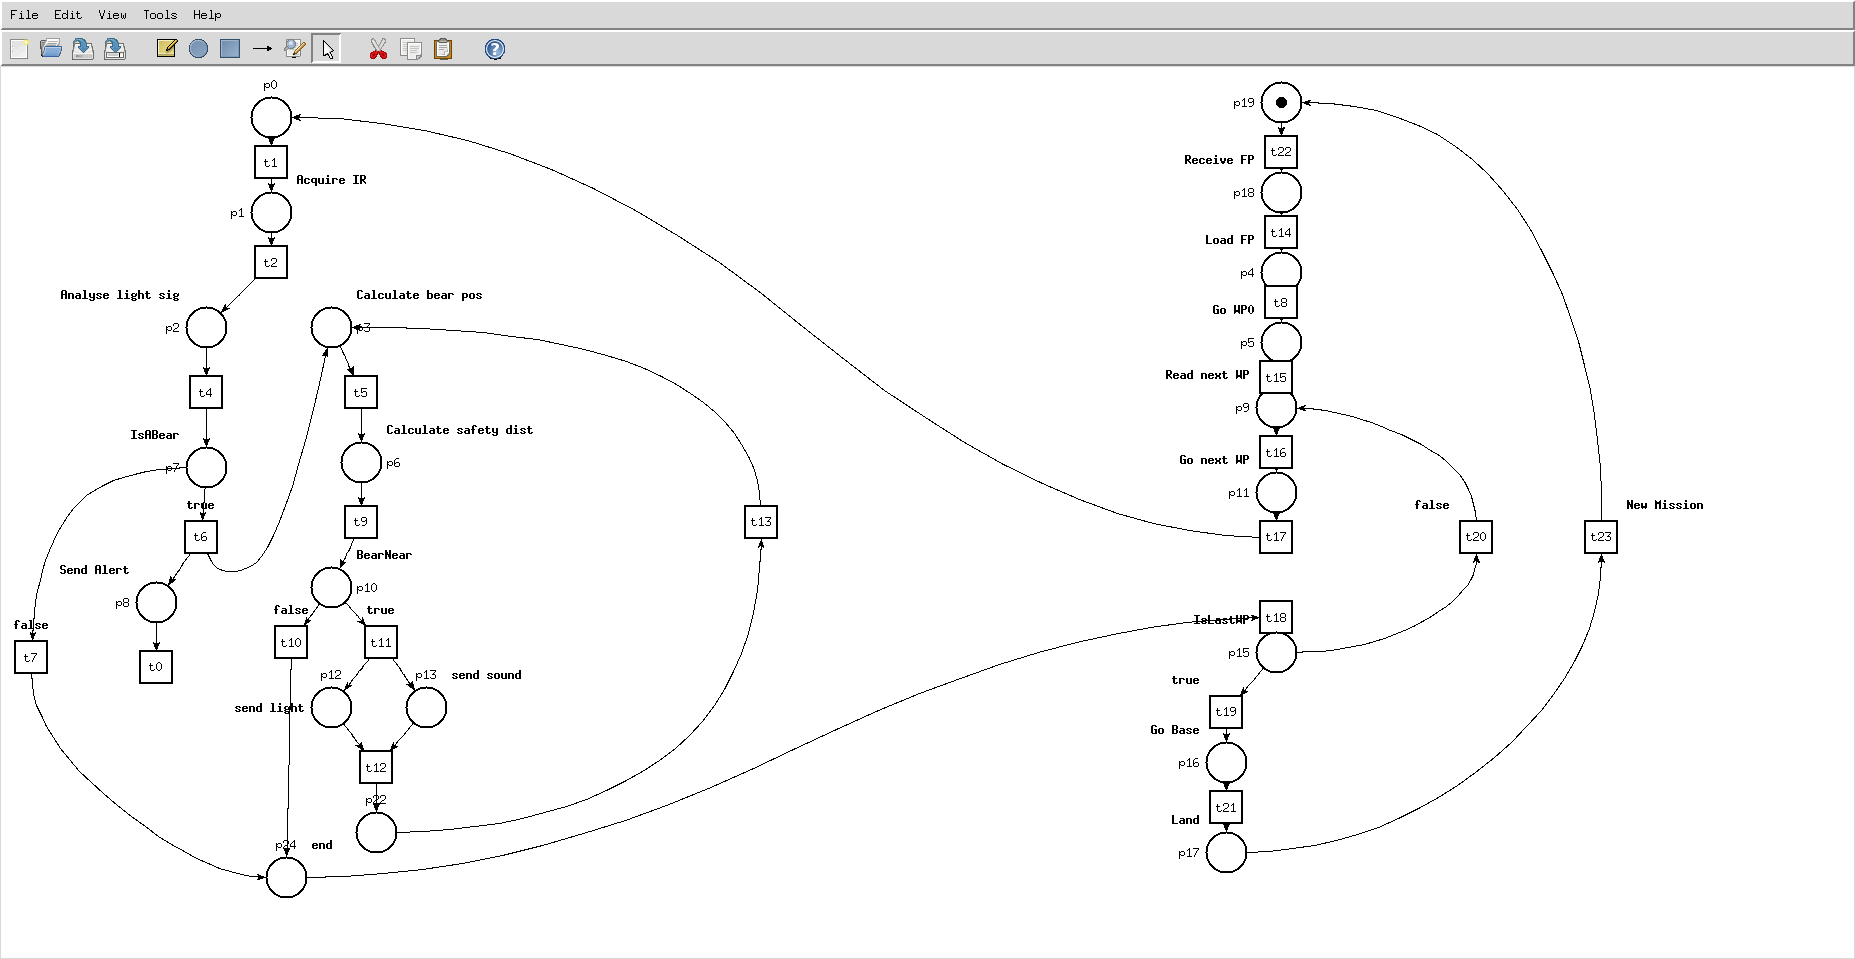 File Edit View Tools Help
p0
t1
Acquire IR
p1
t2
Analyse light sig
p2
t4
IsABear
p7
true
t6
Send Alert
p8
t0
false
t7
Calculate bear pos
p3
t5
Calculate safety dist
p6
t9
BearNear
p10
false
true
t10
t11
p12
p13
send sound
send light
t12
p22
p24
end
t13
p19
t22
Receive FP
p18
t14
Load FP
p4
t8
Go WP0
p5
t15
Read next WP
p9
t16
Go next WP
p11
t17
t18
IsLastWP
p15
true
t19
Go Base
p16
t21
Land
p17
false
t20
New Mission
t23